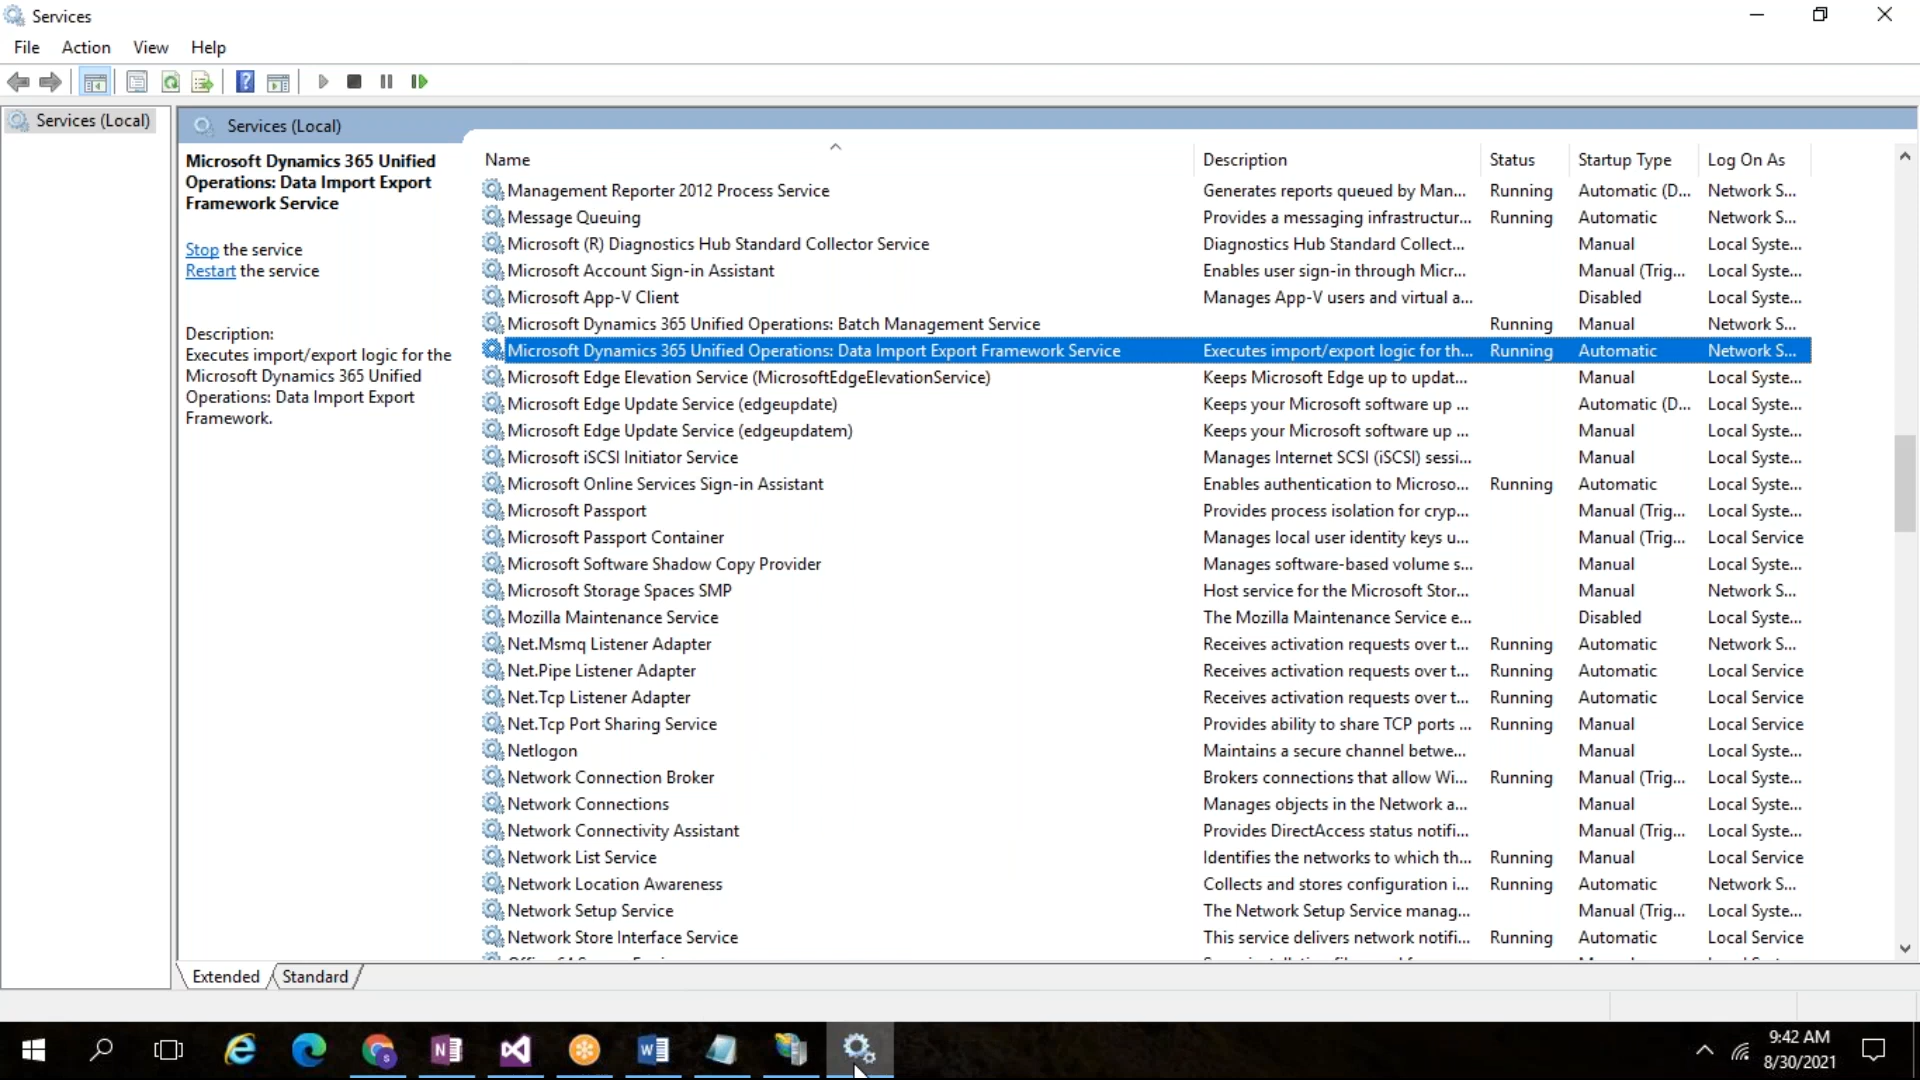 Services
File Action View Help
Services (Local)
Services (Local)
Microsoft Dynamics 365 Unified
Operations: Data Import Export
Framework Service
Stop the service
Restart the service
Description:
Executes import/export logic for the
Microsoft Dynamics 365 Unified
Operations: Data Import Export
Framework.
Name Description Status Startup Type Log On As
Management Reporter 2012 Process Service Generates reports queued by Man... Running Automatic (D... Network S...
Message Queuing Provides a messaging infrastructur... Running Automatic Network S...
Microsoft (R) Diagnostics Hub Standard Collector Service Diagnostics Hub Standard Collect... Manual Local Syste...
Microsoft Account Sign-in Assistant Enables user sign-in through Micr... Manual (Trig... Local Syste...
Microsoft App-V Client Manages App-V users and virtual a... Disabled Local Syste...
Microsoft Dynamics 365 Unified Operations: Batch Management Service Running Manual Network S...
Microsoft Dynamics 365 Unified Operations: Data Import Export Framework Service Executes import/export logic for th... Running Automatic Network S...
Microsoft Edge Elevation Service (MicrosoftEdgeElevationService) Keeps Microsoft Edge up to updat... Manual Local Syste...
Microsoft Edge Update Service (edgeupdate) Keeps your Microsoft software up ... Automatic (D... Local Syste...
Microsoft Edge Update Service (edgeupdatem) Keeps your Microsoft software up ... Manual Local Syste...
Microsoft iSCSI Initiator Service Manages Internet SCSI (iSCSI) sessi... Manual Local Syste...
Microsoft Online Services Sign-in Assistant Enables authentication to Microso... Running Automatic Local Syste...
Microsoft Passport Provides process isolation for cryp... Manual (Trig... Local Syste...
Microsoft Passport Container Manages local user identity keys u... Manual (Trig... Local Service
Microsoft Software Shadow Copy Provider Manages software-based volume s... Manual Local Syste...
Microsoft Storage Spaces SMP Host service for the Microsoft Stor... Manual Network S...
Mozilla Maintenance Service The Mozilla Maintenance Service e... Disabled Local Syste...
Net.Msmq Listener Adapter Receives activation requests over t... Running Automatic Network S...
Net.Pipe Listener Adapter Receives activation requests over t... Running Automatic Local Service
Net.Tcp Listener Adapter Receives activation requests over t... Running Automatic Local Service
Net.Tcp Port Sharing Service Provides ability to share TCP ports ... Running Manual Local Service
Netlogon Maintains a secure channel betwe... Manual Local Syste...
Network Connection Broker Brokers connections that allow Wi... Running Manual (Trig... Local Syste...
Network Connections Manages objects in the Network a... Manual Local Syste...
Network Connectivity Assistant Provides DirectAccess status notifi... Manual (Trig... Local Syste...
Network List Service Identifies the networks to which th... Running Manual Local Service
Network Location Awareness Collects and stores configuration i... Running Automatic Network S...
Network Setup Service The Network Setup Service manag... Manual (Trig... Local Syste...
Network Store Interface Service This service delivers network notifi... Running Automatic Local Service
Extended Standard
9:42 AM
8/30/2021